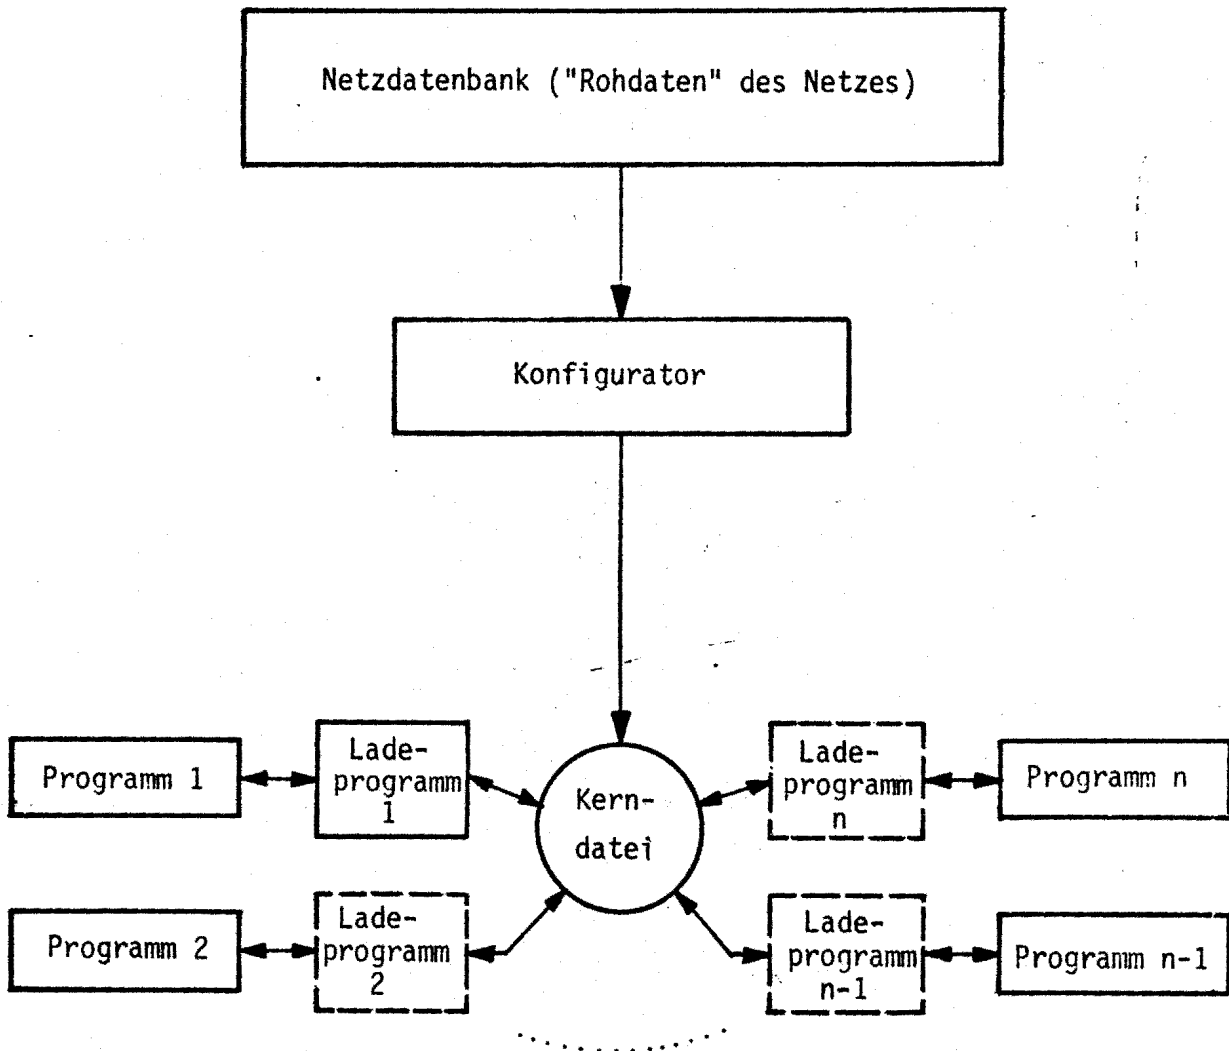 Netzdatenbank ("Rohdaten" des Netzes)
Konfigurator
Programm 1
Lade-
programm
1
Kern-
datei
Lade-
programm
n
Programm n
Programm 2
Lade-
programm
2
Lade-
programm
n-1
Programm n-1